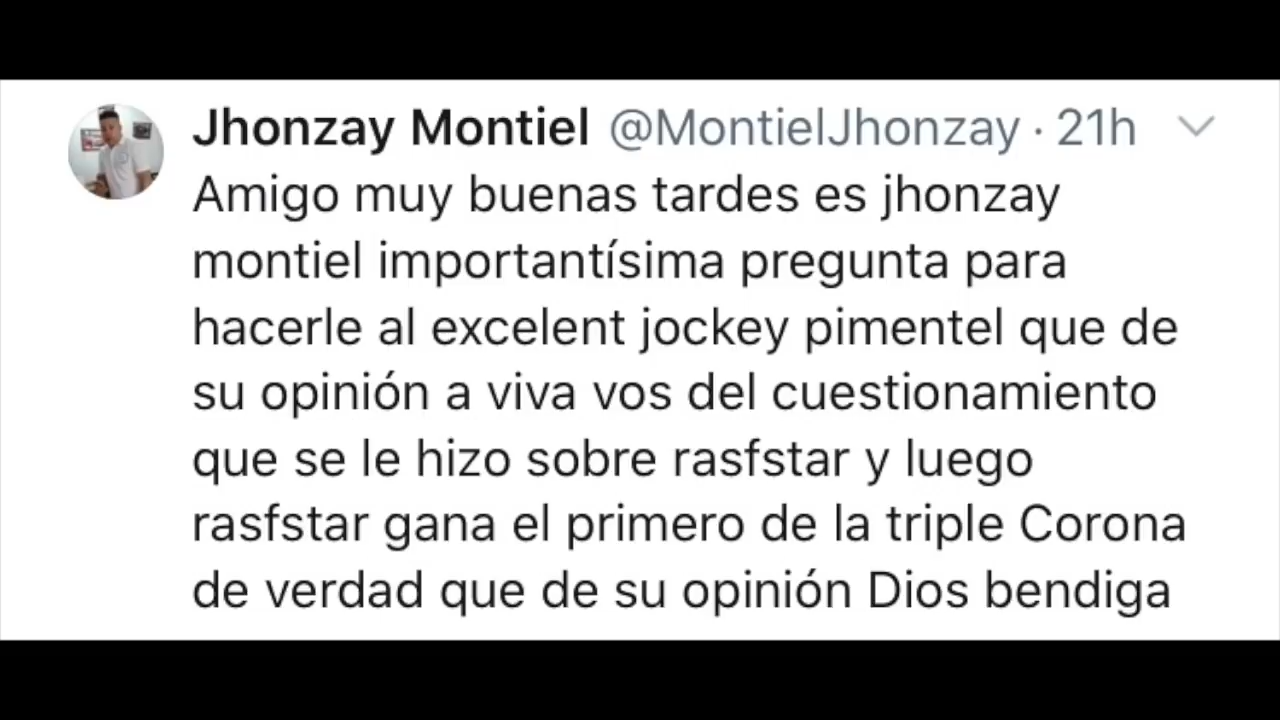 Jhonzay Montiel @MontielJhonzay · 21h
Amigo muy buenas tardes es jhonzay
montiel importantísima pregunta para
hacerle al excelent jockey pimentel que de
su opinión a viva vos del cuestionamiento
que se le hizo sobre rasfstar y luego
rasfstar gana el primero de la triple Corona
de verdad que de su opinión Dios bendiga